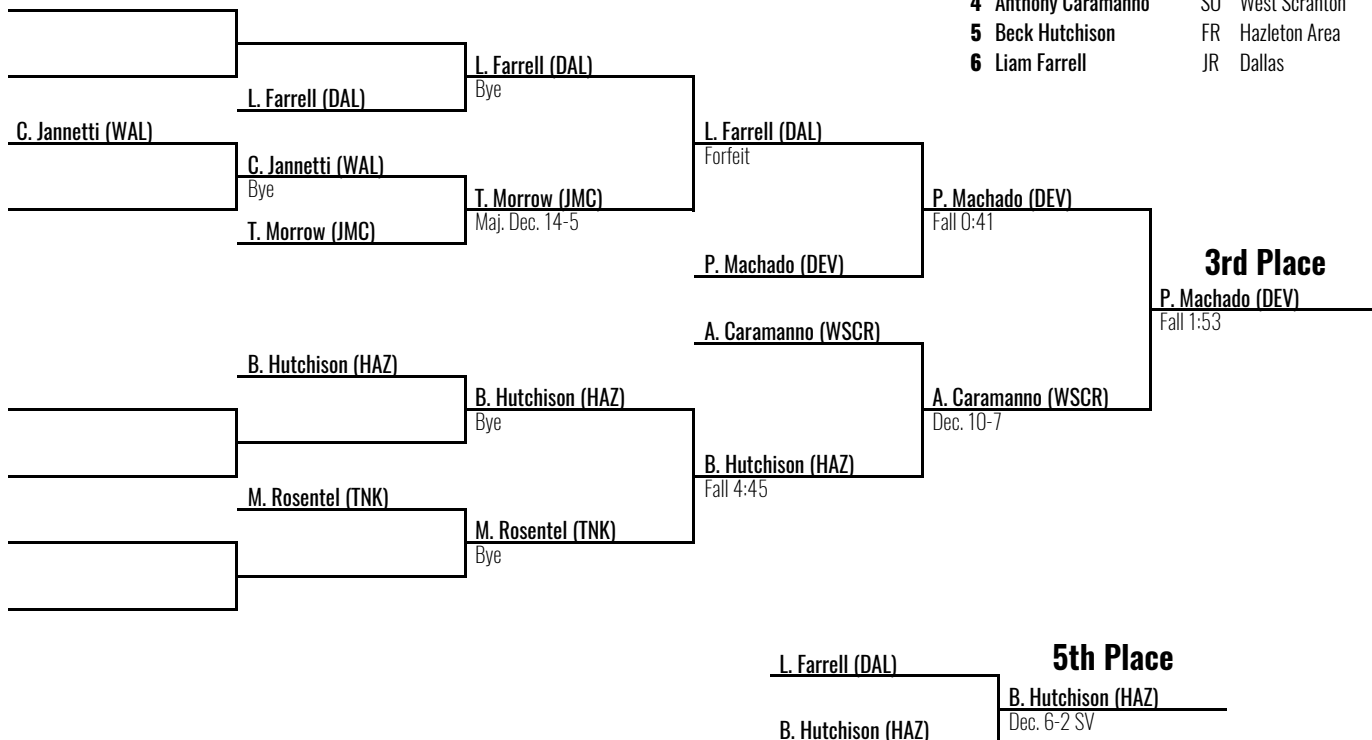 4 Anthony Caramanno SO West Scranton
5 Beck Hutchison FR Hazleton Area
6 Liam Farrell JR Dallas
L. Farrell (DAL)
Bye
L. Farrell (DAL)
C. Jannetti (WAL)
L. Farrell (DAL)
Forfeit
C. Jannetti (WAL)
Bye
T. Morrow (JMC)
Maj. Dec. 14-5
P. Machado (DEV)
Fall 0:41
T. Morrow (JMC)
P. Machado (DEV)
3rd Place
P. Machado (DEV)
Fall 1:53
A. Caramanno (WSCR)
B. Hutchison (HAZ)
B. Hutchison (HAZ)
Bye
A. Caramanno (WSCR)
Dec. 10-7
B. Hutchison (HAZ)
Fall 4:45
M. Rosentel (TNK)
M. Rosentel (TNK)
Bye
5th Place
L. Farrell (DAL)
B. Hutchison (HAZ)
Dec. 6-2 SV
B. Hutchison (HAZ)